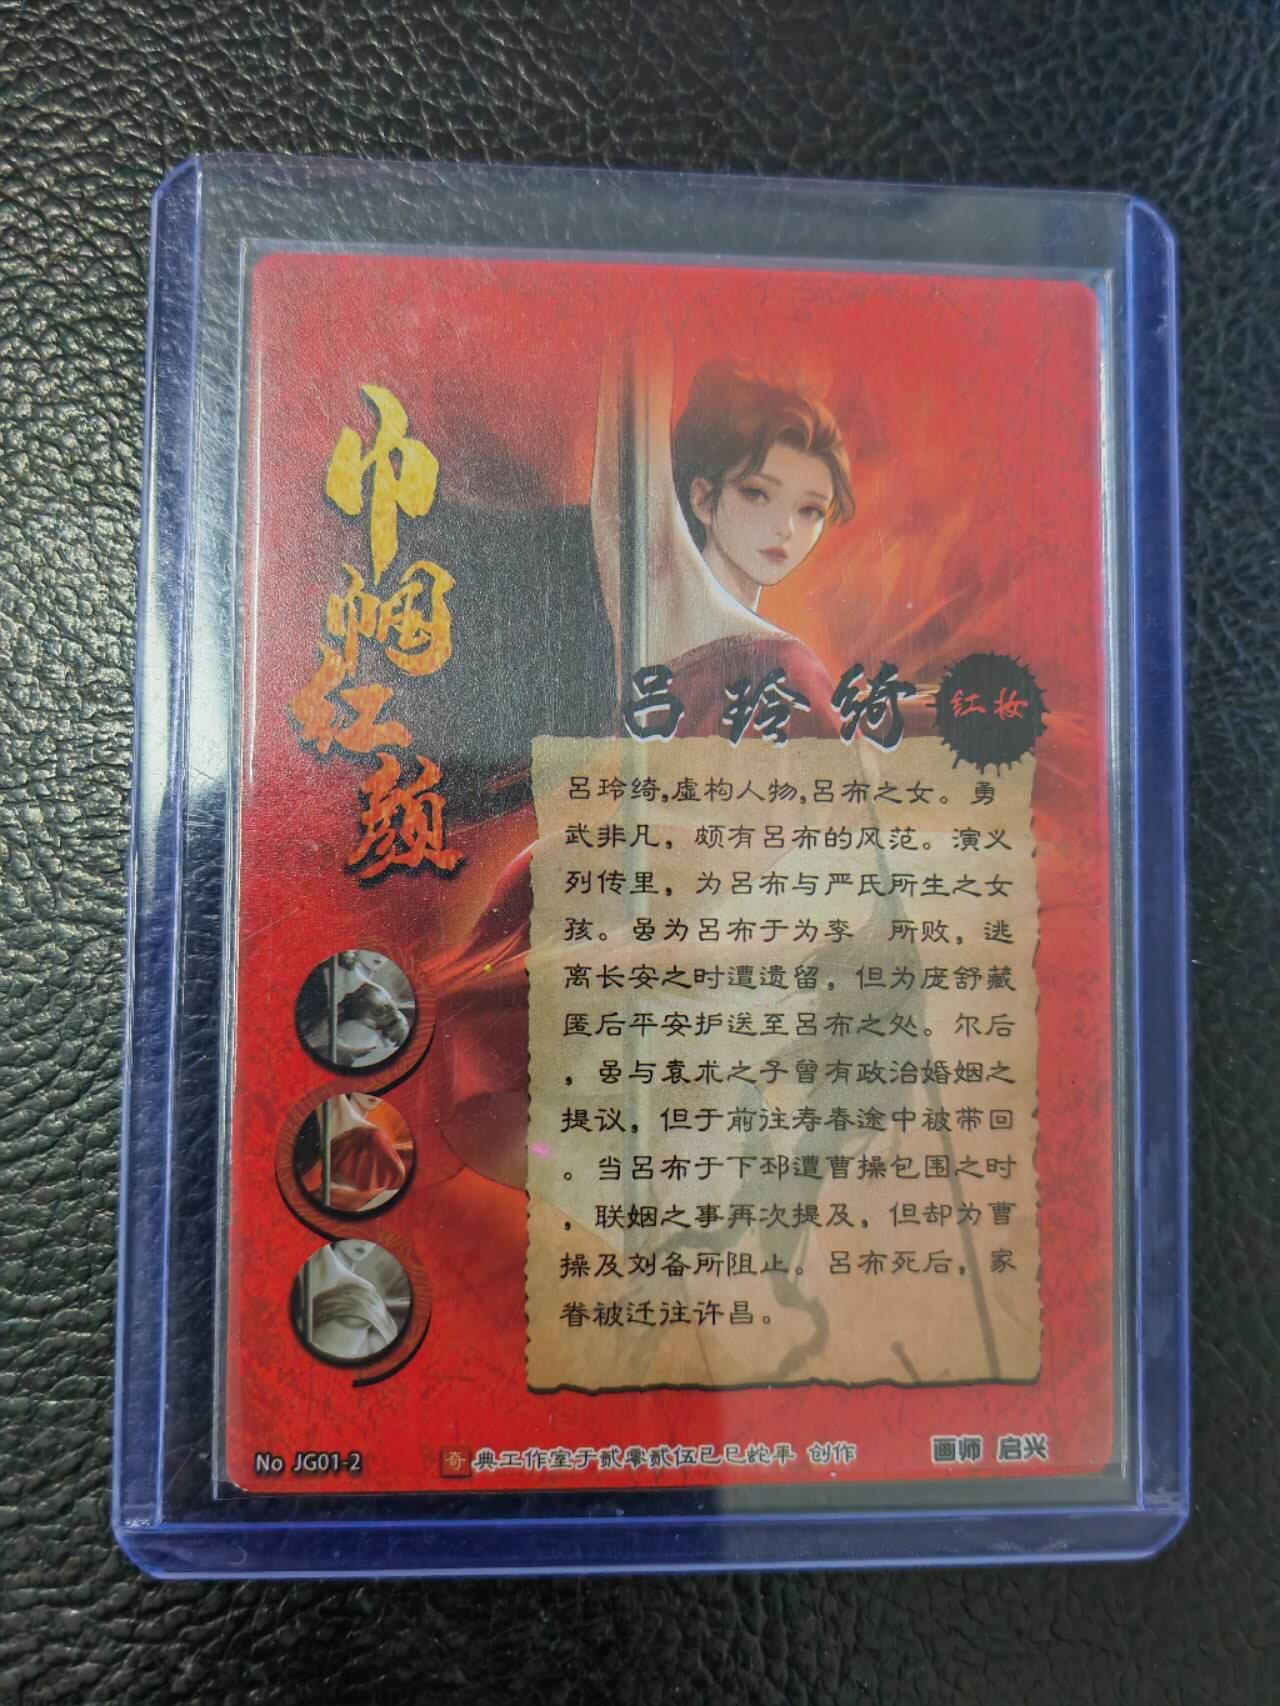 巾帼红颜
吕玲绮
红妆
吕玲绮,虚构人物,吕布之女。勇
武非凡，颇有吕布的风范。演义
列传里，为吕布与严氏所生之女
孩。虽为吕布于为李　所败，逃
离长安之时遭遗留，但为庞舒藏
匿后平安护送至吕布之处。尔后
，虽与袁术之子曾有政治婚姻之
提议，但于前往寿春途中被带回
。当吕布于下邳遭曹操包围之时
，联姻之事再次提及，但却为曹
操及刘备所阻止。吕布死后，家
眷被迁往许昌。
No JG01-2
奇典工作室于贰零贰伍已巳蛇年 创作
画师 启兴